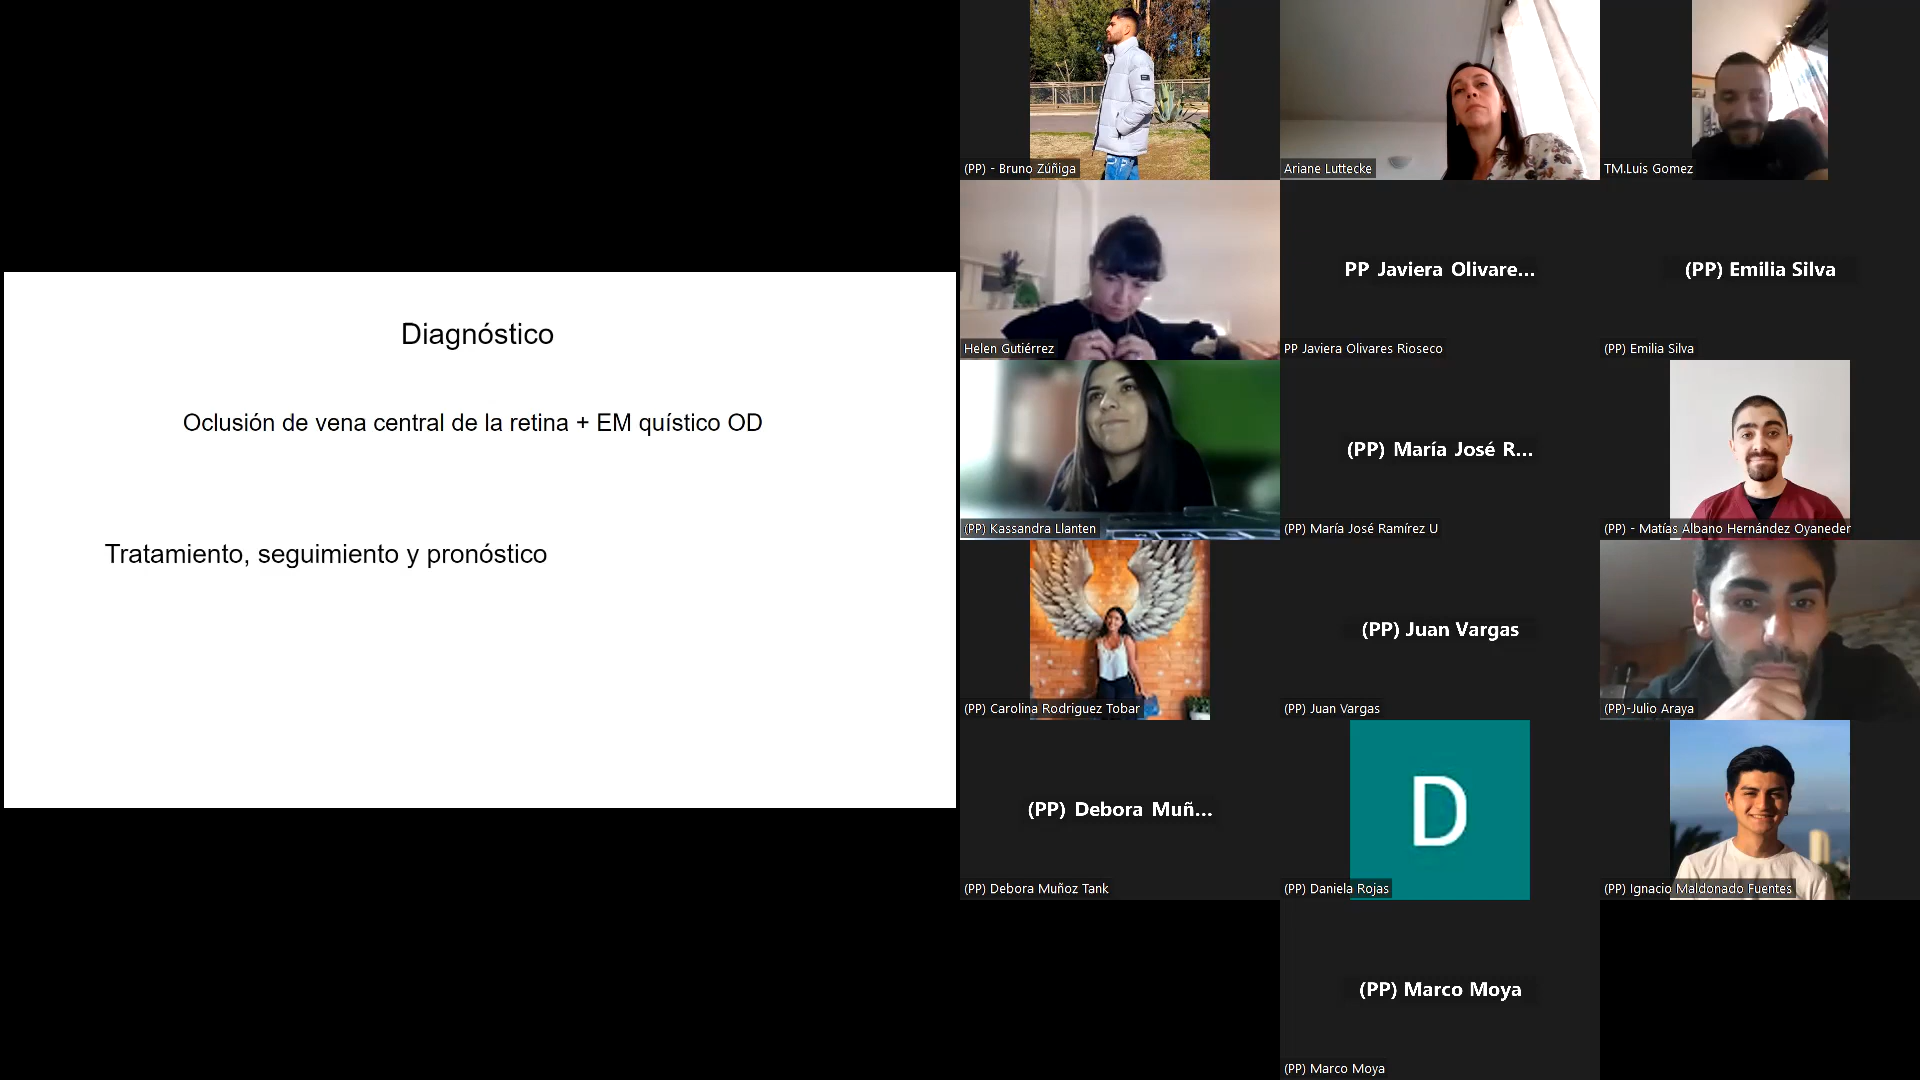 Diagnóstico
Oclusión de vena central de la retina + EM quístico OD
Tratamiento, seguimiento y pronóstico
(PP) - Bruno Zúñiga
Ariane Luttecke
TM.Luis Gomez
Helen Gutiérrez
PP Javiera Olivare...
PP Javiera Olivares Rioseco
(PP) Emilia Silva
(PP) Emilia Silva
(PP) Kassandra Llanten
(PP) María José R...
(PP) María José Ramírez U
(PP) - Matías Albano Hernández Oyaneder
(PP) Carolina Rodriguez Tobar
(PP) Juan Vargas
(PP) Juan Vargas
(PP)-Julio Araya
(PP) Debora Muñ...
(PP) Debora Muñoz Tank
D
(PP) Daniela Rojas
(PP) Ignacio Maldonado Fuentes
(PP) Marco Moya
(PP) Marco Moya